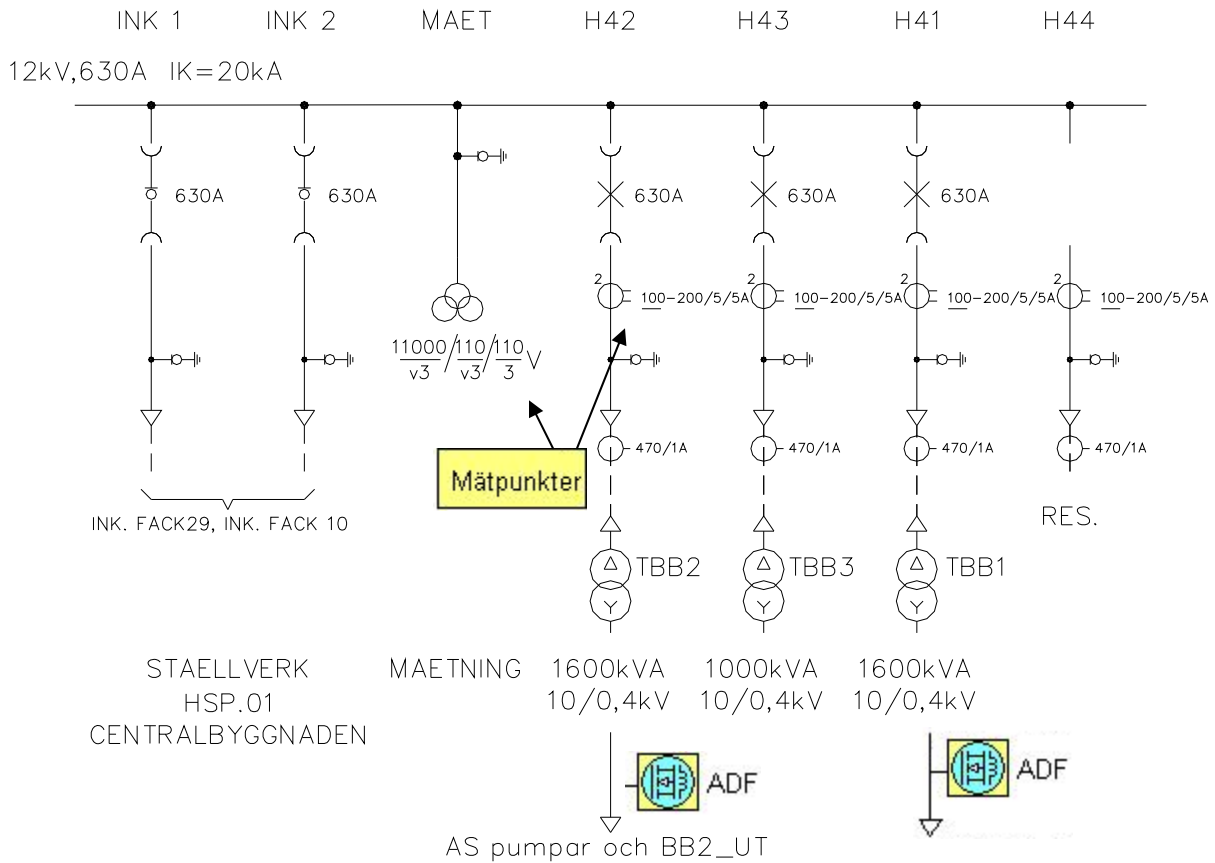 INK 1 INK 2 MAET H42 H43 H41 H44
12kV,630A IK=20kA
630A 630A 630A 630A 630A
2 2 2 2
100-200/5/5A 100-200/5/5A 100-200/5/5A 100-200/5/5A
11000/110/110 V
v3 v3 3
Mätpunkter
470/1A 470/1A 470/1A 470/1A
INK. FACK29, INK. FACK 10
RES.
TBB2 TBB3 TBB1
Y Y Y
STAELLVERK MAETNING 1600kVA 1000kVA 1600kVA
HSP.01 10/0,4kV 10/0,4kV 10/0,4kV
CENTRALBYGGNADEN
ADF ADF
AS pumpar och BB2_UT